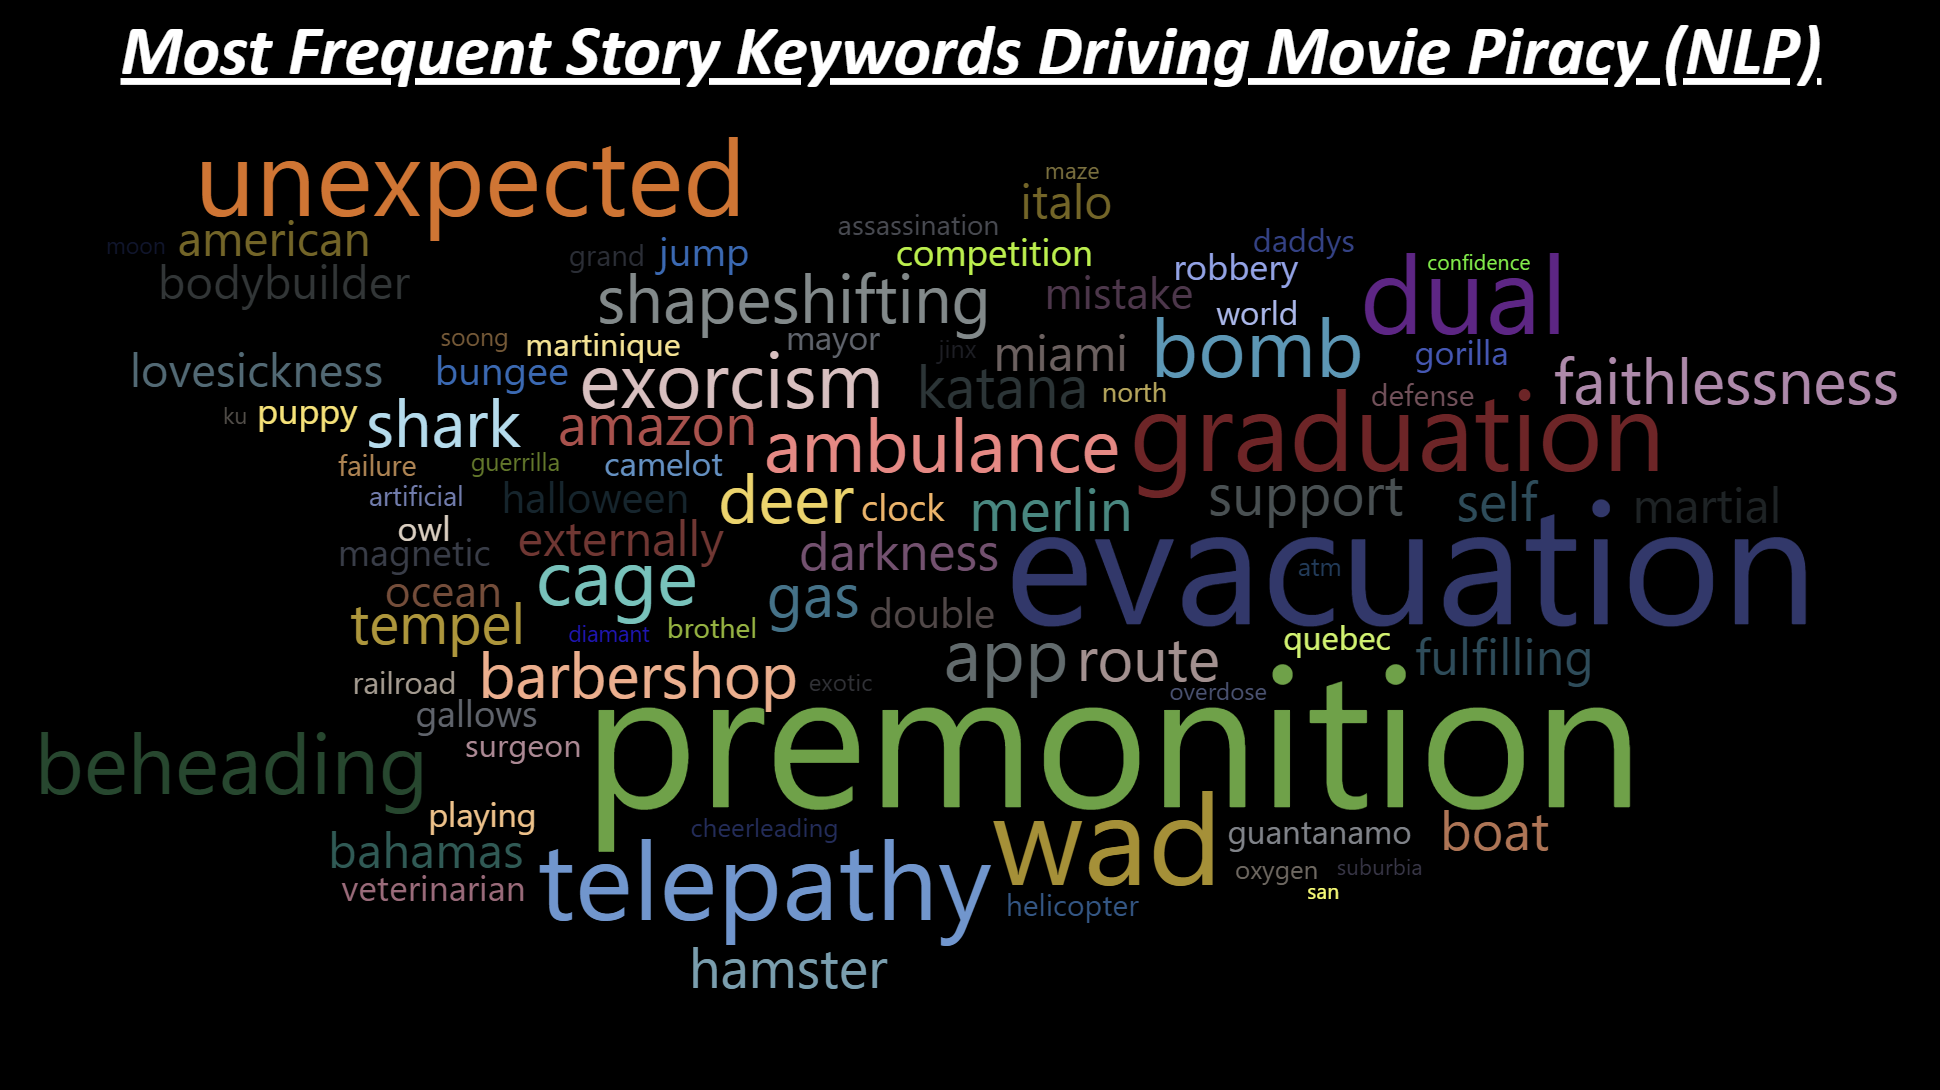 Most Frequent Story Keywords Driving Movie Piracy (NLP)
unexpected
maze
italo
assassination
american
moon
grand
jump
competition
daddys
robbery
confidence
dual
bodybuilder
shapeshifting
mistake
world
soong
martinique
mayor
jinx
miami
bomb
gorilla
lovesickness
bungee
exorcism
katana
north
defense
faithlessness
ku
puppy
shark
amazon
ambulance
graduation
failure
guerrilla
camelot
artificial
halloween
deer
clock
merlin
support
self
martial
owl
magnetic
externally
darkness
evacuation
atm
ocean
cage
gas
double
tempel
diamant
brothel
quebec
railroad
barbershop
exotic
app
route
fulfilling
overdose
gallows
surgeon
premonition
beheading
playing
cheerleading
wad
guantanamo
boat
bahamas
telepathy
oxygen
suburbia
veterinarian
san
helicopter
hamster